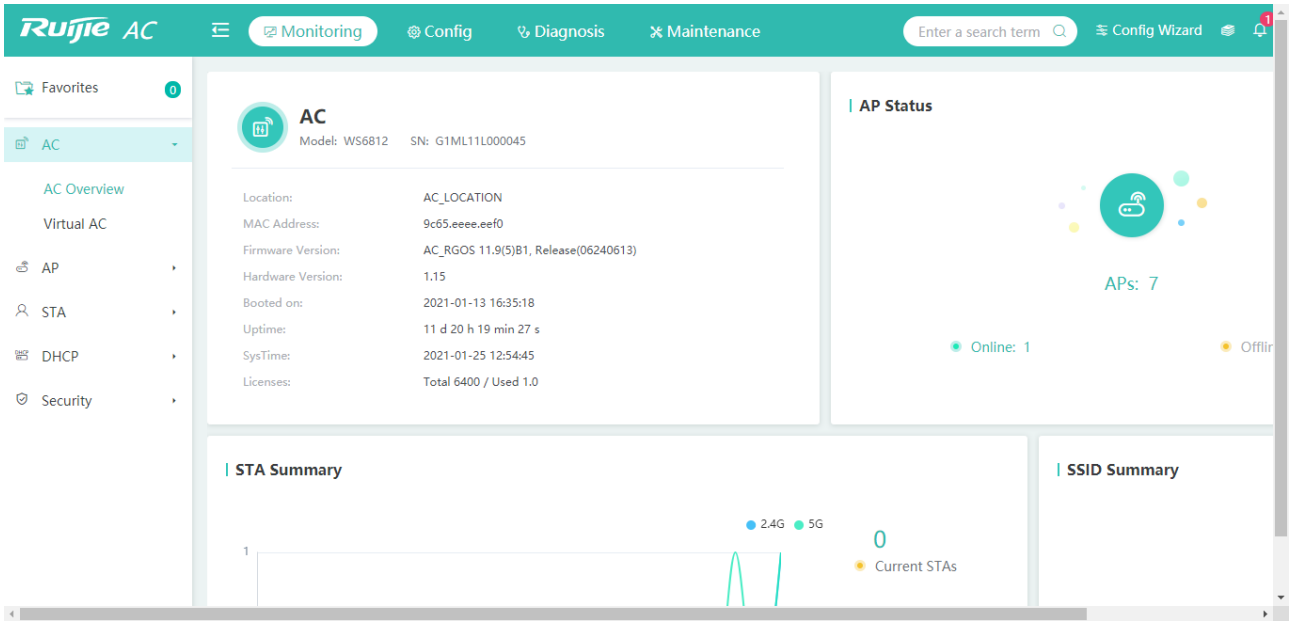 Ruijie AC
Monitoring Config Diagnosis Maintenance
Enter a search term Config Wizard 1
Favorites 0
AC
AC Overview
Virtual AC
AP
STA
DHCP
Security
AC
Model: WS6812 SN: G1ML11L000045
Location: AC_LOCATION
MAC Address: 9c65.eeee.eef0
Firmware Version: AC_RGOS 11.9(5)B1, Release(06240613)
Hardware Version: 1.15
Booted on: 2021-01-13 16:35:18
Uptime: 11 d 20 h 19 min 27 s
SysTime: 2021-01-25 12:54:45
Licenses: Total 6400 / Used 1.0
AP Status
APs: 7
Online: 1
STA Summary
2.4G 5G
1
0
Current STAs
SSID Summary